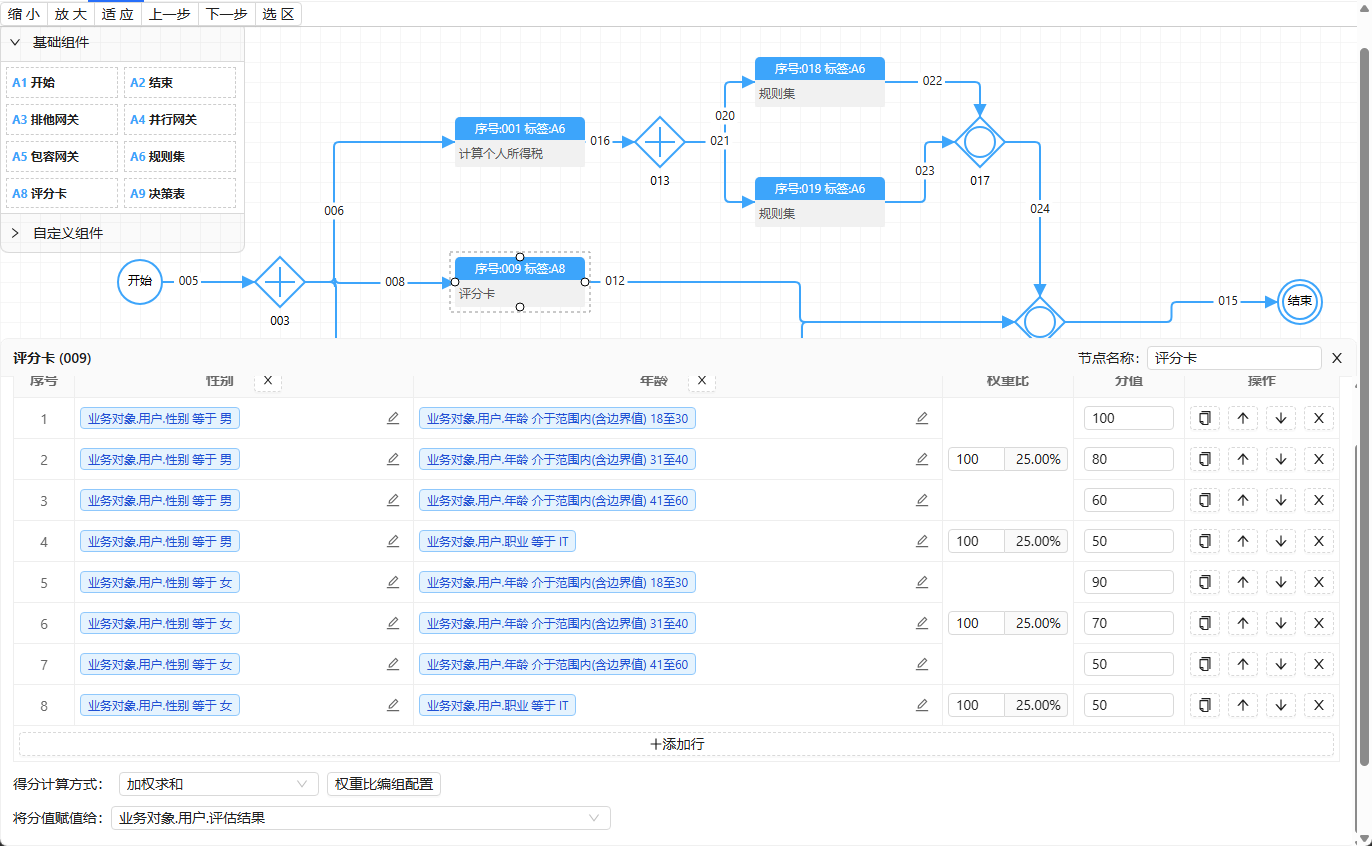 缩 小 放 大 适 应 上一步 下一步 选 区
基础组件
A1 开始 A2 结束
A3 排他网关 A4 并行网关
A5 包容网关 A6 规则集
A8 评分卡 A9 决策表
自定义组件
序号:018 标签:A6
规则集
022
020
序号:001 标签:A6
计算个人所得税
016
021
013
序号:019 标签:A6
规则集
023
017
006
024
开始
005
003
008
序号:009 标签:A8
评分卡
012
015
结束
评分卡 (009) 节点名称: 评分卡 X
序号 性别 X 年龄 X 权重比 分值 操作
1 业务对象.用户.性别 等于 男 业务对象.用户.年龄 介于范围内(含边界值) 18至30 100 X
2 业务对象.用户.性别 等于 男 业务对象.用户.年龄 介于范围内(含边界值) 31至40 100 25.00% 80 X
3 业务对象.用户.性别 等于 男 业务对象.用户.年龄 介于范围内(含边界值) 41至60 60 X
4 业务对象.用户.性别 等于 男 业务对象.用户.职业 等于 IT 100 25.00% 50 X
5 业务对象.用户.性别 等于 女 业务对象.用户.年龄 介于范围内(含边界值) 18至30 90 X
6 业务对象.用户.性别 等于 女 业务对象.用户.年龄 介于范围内(含边界值) 31至40 100 25.00% 70 X
7 业务对象.用户.性别 等于 女 业务对象.用户.年龄 介于范围内(含边界值) 41至60 50 X
8 业务对象.用户.性别 等于 女 业务对象.用户.职业 等于 IT 100 25.00% 50 X
+添加行
得分计算方式: 加权求和 权重比编组配置
将分值赋值给: 业务对象.用户.评估结果